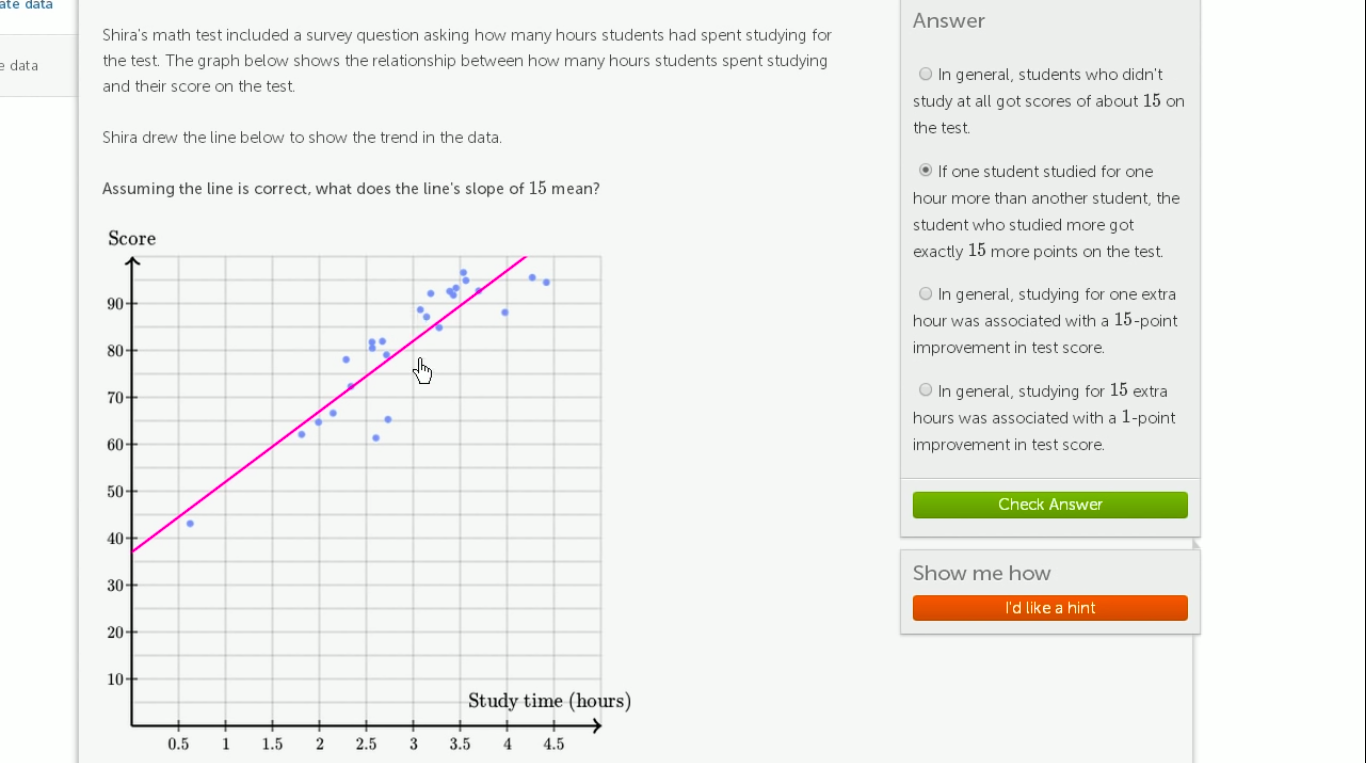 ate data
e data
Shira's math test included a survey question asking how many hours students had spent studying for
the test. The graph below shows the relationship between how many hours students spent studying
and their score on the test.
Shira drew the line below to show the trend in the data.
Assuming the line is correct, what does the line's slope of 15 mean?
Score
90
80
70
60
50
40
30
20
10
Study time (hours)
0.5 1 1.5 2 2.5 3 3.5 4 4.5
Answer
In general, students who didn't
study at all got scores of about 15 on
the test.
If one student studied for one
hour more than another student, the
student who studied more got
exactly 15 more points on the test.
In general, studying for one extra
hour was associated with a 15-point
improvement in test score.
In general, studying for 15 extra
hours was associated with a 1-point
improvement in test score.
Check Answer
Show me how
I'd like a hint